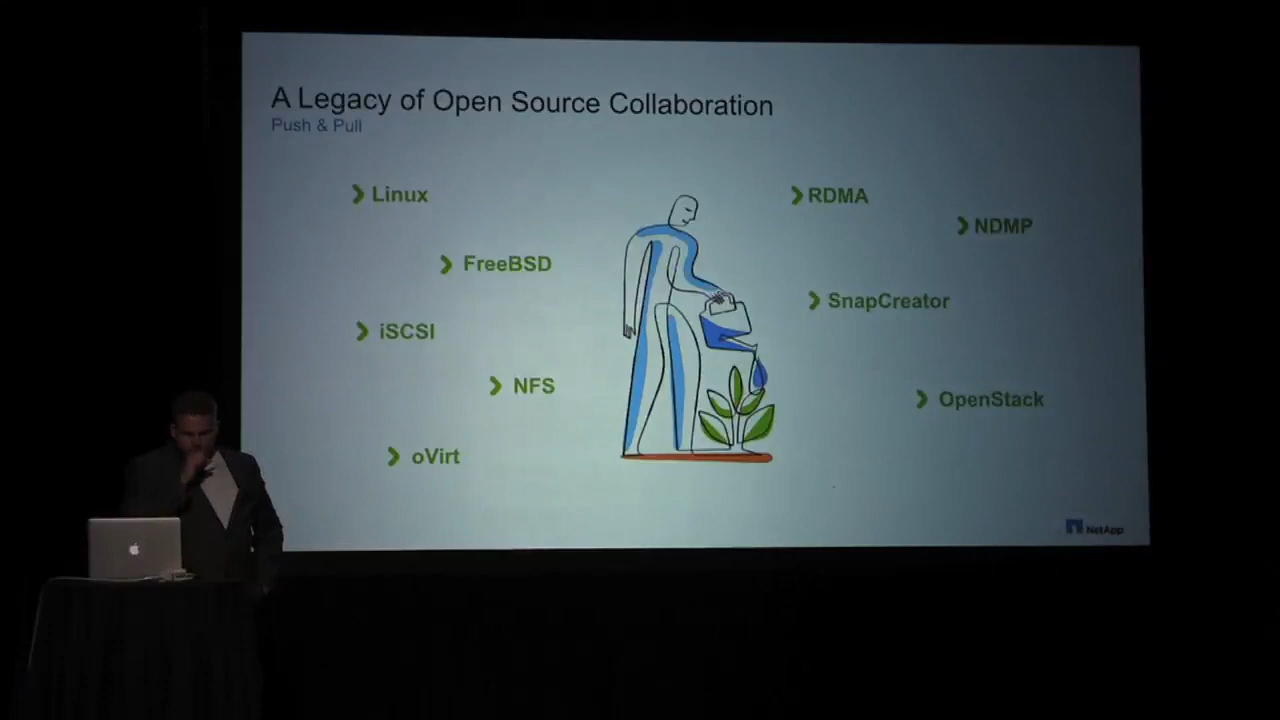 A Legacy of Open Source Collaboration
Push & Pull
Linux
FreeBSD
iSCSI
NFS
oVirt
RDMA
NDMP
SnapCreator
OpenStack
NetApp